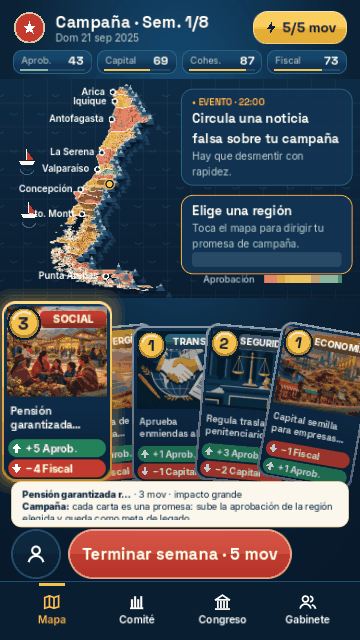 Campaña · Sem. 1/8
Dom 21 sep 2025
5/5 mov
Aprob. 43
Capital 69
Cohes. 87
Fiscal 73
Arica
Iquique
Antofagasta
La Serena
Valparaíso
Concepción
Mont
Punta Arenas
• EVENTO · 22:00
Circula una noticia
falsa sobre tu campaña
Hay que desmentir con
rapidez.
Elige una región
Toca el mapa para dirigir tu
promesa de campaña.
Aprobación
3 SOCIAL
Pensión
garantizada...
+5 Aprob.
−4 Fiscal
1 TRANS
Aprueba
enmiendas al
+1 Aprob.
−1 Capital
2 SEGURID
Regula trasla
penitenciario
+3 Aprob
−2 Capital
1 ECONOMÍ
Capital semilla
para empresas...
−1 Fiscal
+1 Aprob.
Pensión garantizada r... · 3 mov · impacto grande
Campaña: cada carta es una promesa: sube la aprobación de la región
elegida y queda como meta de legado
Terminar semana · 5 mov
Mapa
Comité
Congreso
Gabinete